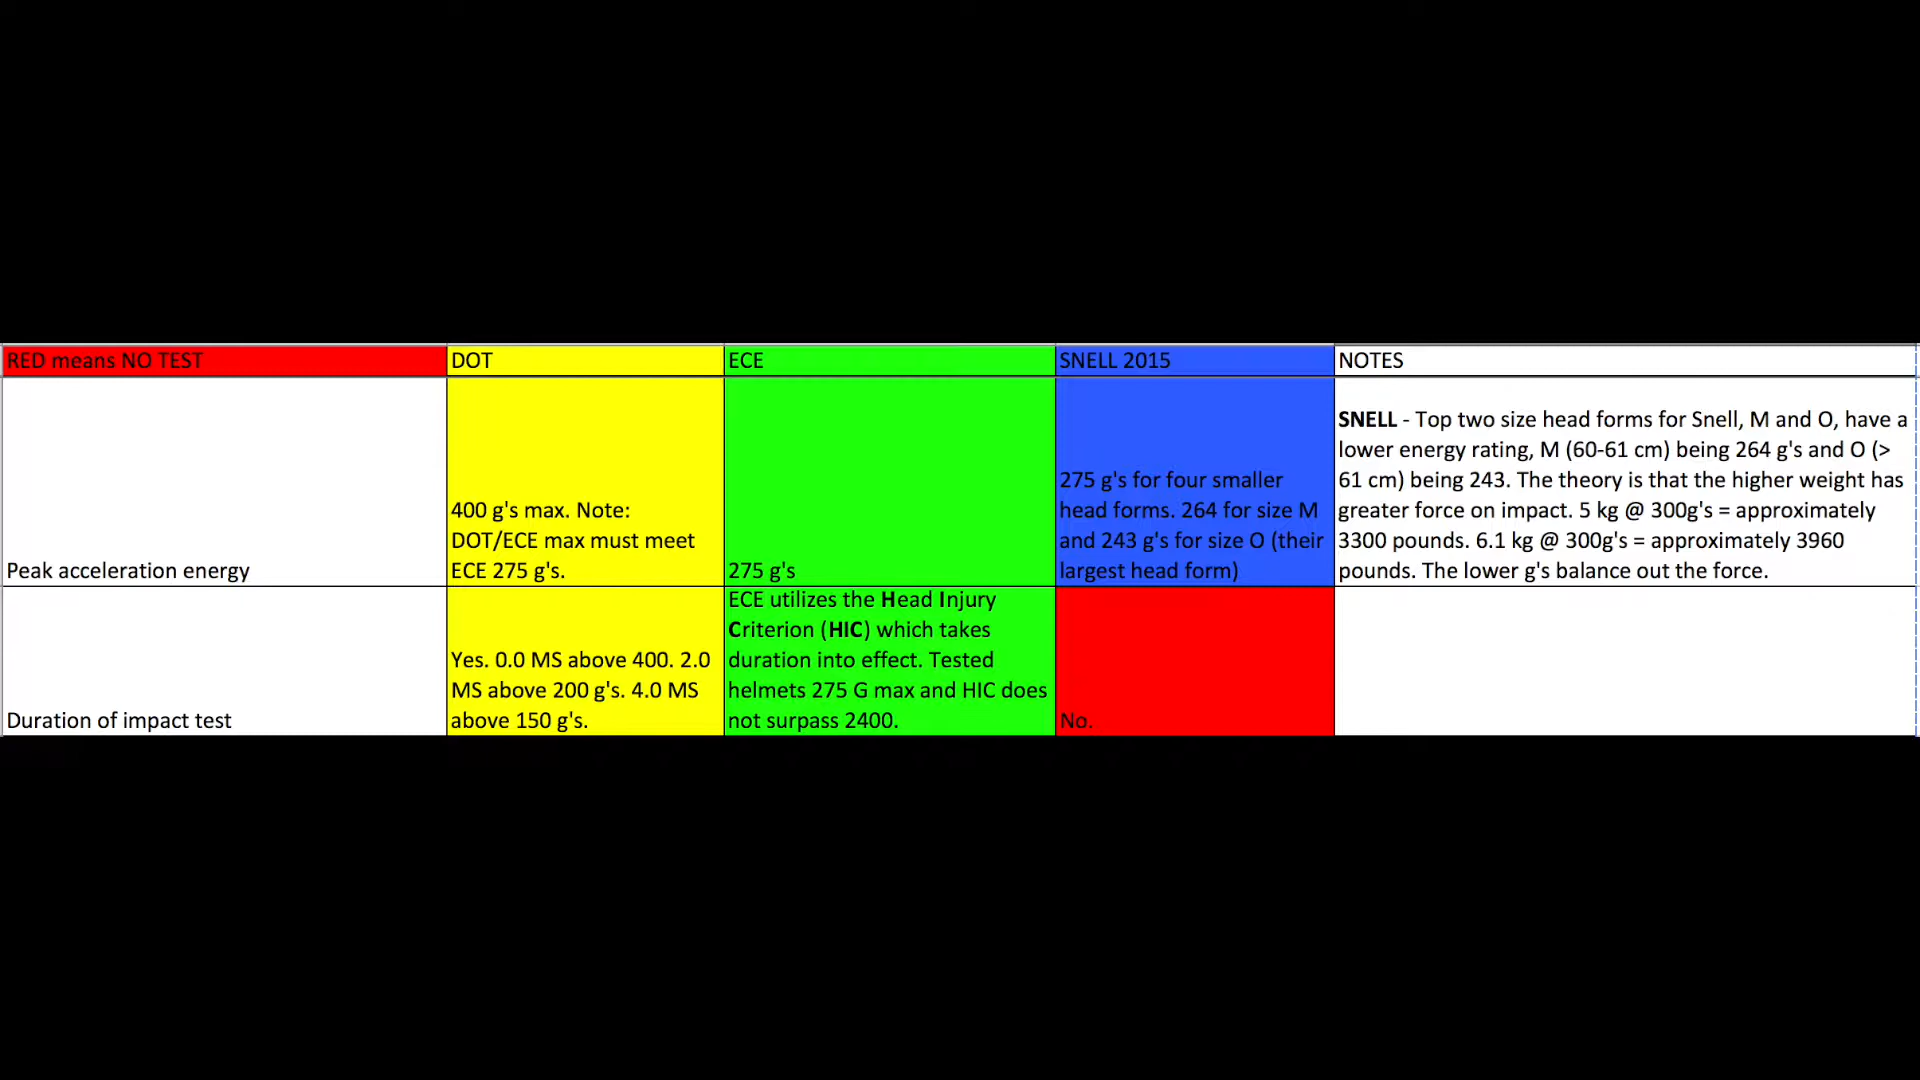 RED means NO TEST
DOT
ECE
SNELL 2015
NOTES
Peak acceleration energy
400 g's max. Note:
DOT/ECE max must meet
ECE 275 g's.
275 g's
275 g's for four smaller
head forms. 264 for size M
and 243 g's for size O (their
largest head form)
SNELL - Top two size head forms for Snell, M and O, have a
lower energy rating, M (60-61 cm) being 264 g's and O (>
61 cm) being 243. The theory is that the higher weight has
greater force on impact. 5 kg @ 300g's = approximately
3300 pounds. 6.1 kg @ 300g's = approximately 3960
pounds. The lower g's balance out the force.
Duration of impact test
Yes. 0.0 MS above 400. 2.0
MS above 200 g's. 4.0 MS
above 150 g's.
ECE utilizes the Head Injury
Criterion (HIC) which takes
duration into effect. Tested
helmets 275 G max and HIC does
not surpass 2400.
No.